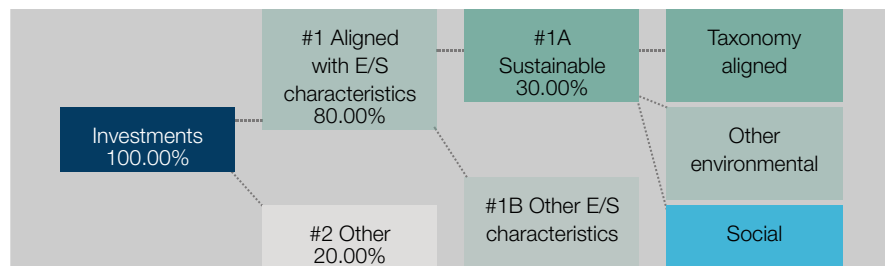 Investments
100.00%
#1 Aligned
with E/S
characteristics
80.00%
#2 Other
20.00%
#1A
Sustainable
30.00%
#1B Other E/S
characteristics
Taxonomy
aligned
Other
environmental
Social